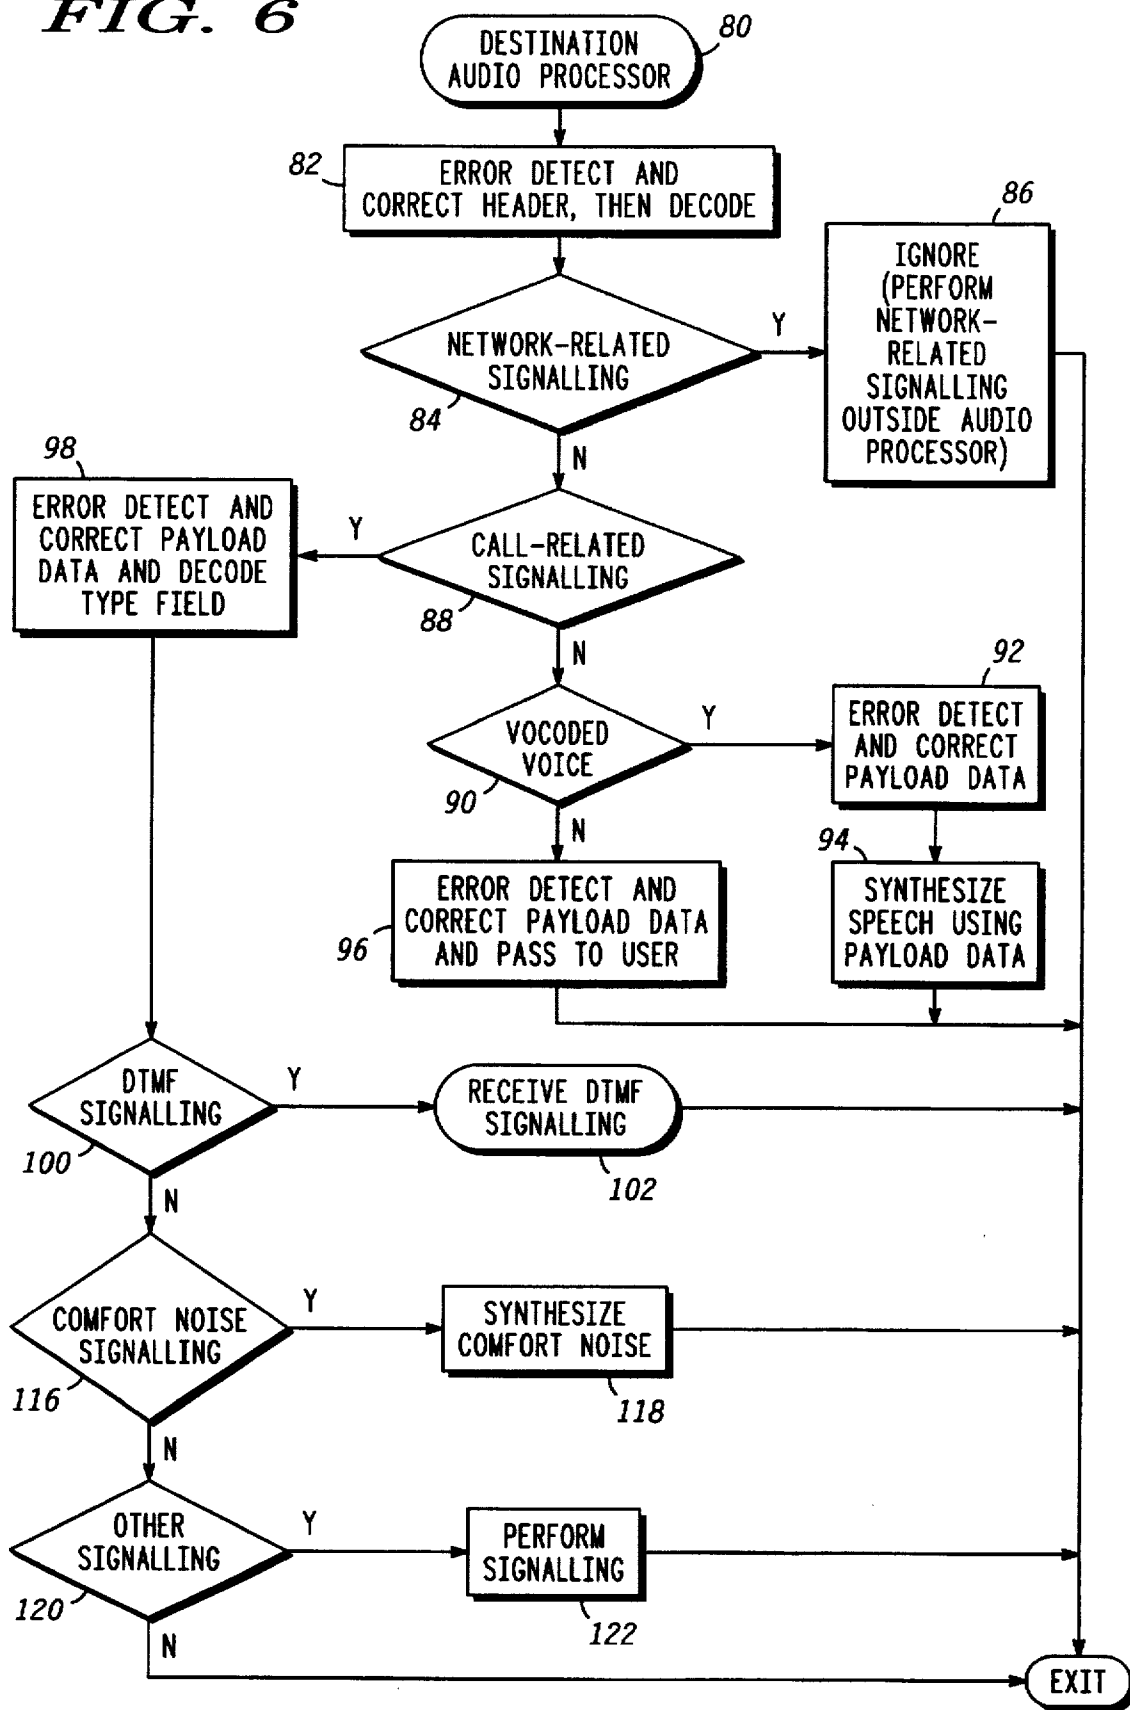 FIG. 6
DESTINATION
AUDIO PROCESSOR
80
82
ERROR DETECT AND
CORRECT HEADER, THEN DECODE
86
IGNORE
(PERFORM
NETWORK-
RELATED
SIGNALLING
OUTSIDE AUDIO
PROCESSOR)
NETWORK-RELATED
SIGNALLING
Y
84
N
98
ERROR DETECT AND
CORRECT PAYLOAD
DATA AND DECODE
TYPE FIELD
Y
CALL-RELATED
SIGNALLING
88
N
VOCODED
VOICE
Y
90
N
92
ERROR DETECT
AND CORRECT
PAYLOAD DATA
94
SYNTHESIZE
SPEECH USING
PAYLOAD DATA
ERROR DETECT AND
CORRECT PAYLOAD DATA
AND PASS TO USER
96
DTMF
SIGNALLING
Y
100
N
RECEIVE DTMF
SIGNALLING
102
COMFORT NOISE
SIGNALLING
Y
116
N
SYNTHESIZE
COMFORT NOISE
118
OTHER
SIGNALLING
Y
120
N
PERFORM
SIGNALLING
122
EXIT